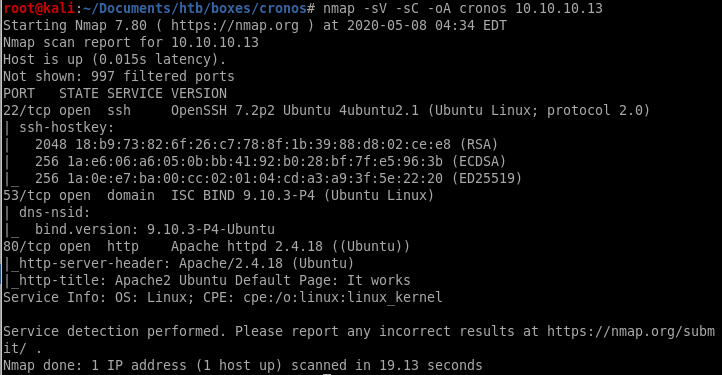 root@kali:~/Documents/htb/boxes/cronos# nmap -sV -sC -oA cronos 10.10.10.13
Starting Nmap 7.80 ( https://nmap.org ) at 2020-05-08 04:34 EDT
Nmap scan report for 10.10.10.13
Host is up (0.015s latency).
Not shown: 997 filtered ports
PORT   STATE SERVICE VERSION
22/tcp open  ssh     OpenSSH 7.2p2 Ubuntu 4ubuntu2.1 (Ubuntu Linux; protocol 2.0)
| ssh-hostkey:
|   2048 18:b9:73:82:6f:26:c7:78:8f:1b:39:88:d8:02:ce:e8 (RSA)
|   256 1a:e6:06:a6:05:0b:bb:41:92:b0:28:bf:7f:e5:96:3b (ECDSA)
|_  256 1a:0e:e7:ba:00:cc:02:01:04:cd:a3:a9:3f:5e:22:20 (ED25519)
53/tcp open  domain  ISC BIND 9.10.3-P4 (Ubuntu Linux)
| dns-nsid:
|_  bind.version: 9.10.3-P4-Ubuntu
80/tcp open  http    Apache httpd 2.4.18 ((Ubuntu))
|_http-server-header: Apache/2.4.18 (Ubuntu)
|_http-title: Apache2 Ubuntu Default Page: It works
Service Info: OS: Linux; CPE: cpe:/o:linux:linux_kernel

Service detection performed. Please report any incorrect results at https://nmap.org/subm
it/ .
Nmap done: 1 IP address (1 host up) scanned in 19.13 seconds